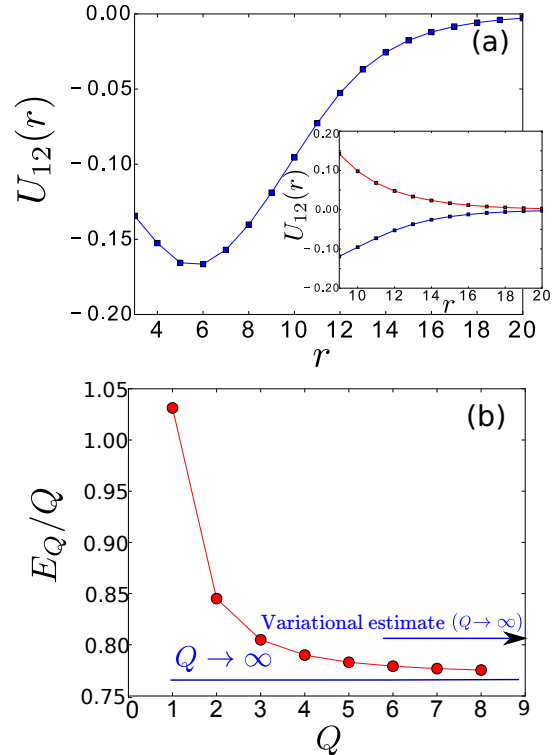 0.00
−0.05
−0.10
−0.15
−0.20
U₁₂(r)
(a)
0.20
0.10
0.00
−0.10
−0.20
U₁₂(r)
10 12 14 16 18 20
r
4 6 8 10 12 14 16 18 20
r
1.05
1.00
0.95
0.90
0.85
0.80
0.75
E_Q/Q
(b)
Variational estimate (Q → ∞)
Q → ∞
0 1 2 3 4 5 6 7 8 9
Q